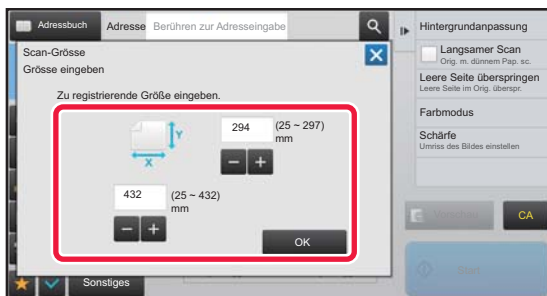 Adressbuch
Adresse
Berühren zur Adresseingabe
Scan-Grösse
Grösse eingeben
Zu registrierende Größe eingeben.
Y
X
294
(25 ~ 297)
mm
432
(25 ~ 432)
mm
OK
Sonstiges
Hintergrundanpassung
Langsamer Scan
Orig. m. dünnem Pap. sc.
Leere Seite überspringen
Leere Seite im Orig. überspr.
Farbmodus
Schärfe
Umriss des Bildes einstellen
Vorschau
CA
Start